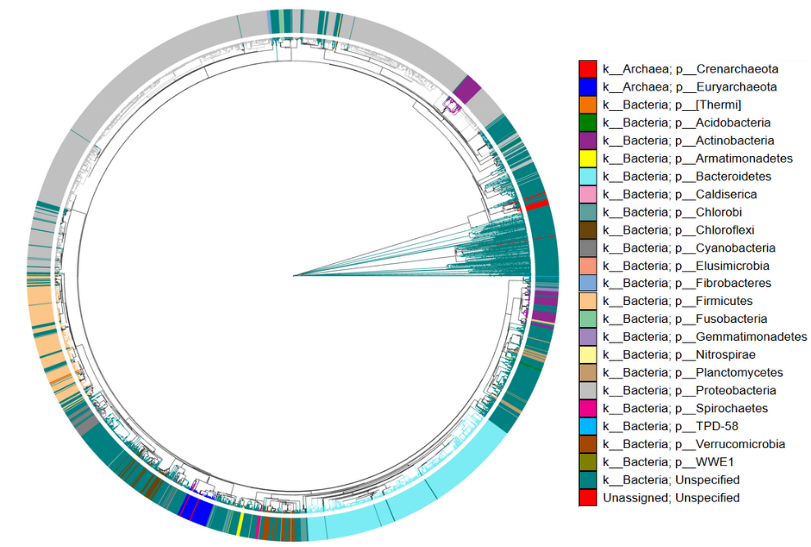 k__Archaea; p__Crenarchaeota
k__Archaea; p__Euryarchaeota
k__Bacteria; p__[Thermi]
k__Bacteria; p__Acidobacteria
k__Bacteria; p__Actinobacteria
k__Bacteria; p__Armatimonadetes
k__Bacteria; p__Bacteroidetes
k__Bacteria; p__Caldiserica
k__Bacteria; p__Chlorobi
k__Bacteria; p__Chloroflexi
k__Bacteria; p__Cyanobacteria
k__Bacteria; p__Elusimicrobia
k__Bacteria; p__Fibrobacteres
k__Bacteria; p__Firmicutes
k__Bacteria; p__Fusobacteria
k__Bacteria; p__Gemmatimonadetes
k__Bacteria; p__Nitrospirae
k__Bacteria; p__Planctomycetes
k__Bacteria; p__Proteobacteria
k__Bacteria; p__Spirochaetes
k__Bacteria; p__TPD-58
k__Bacteria; p__Verrucomicrobia
k__Bacteria; p__WWE1
k__Bacteria; Unspecified
Unassigned; Unspecified